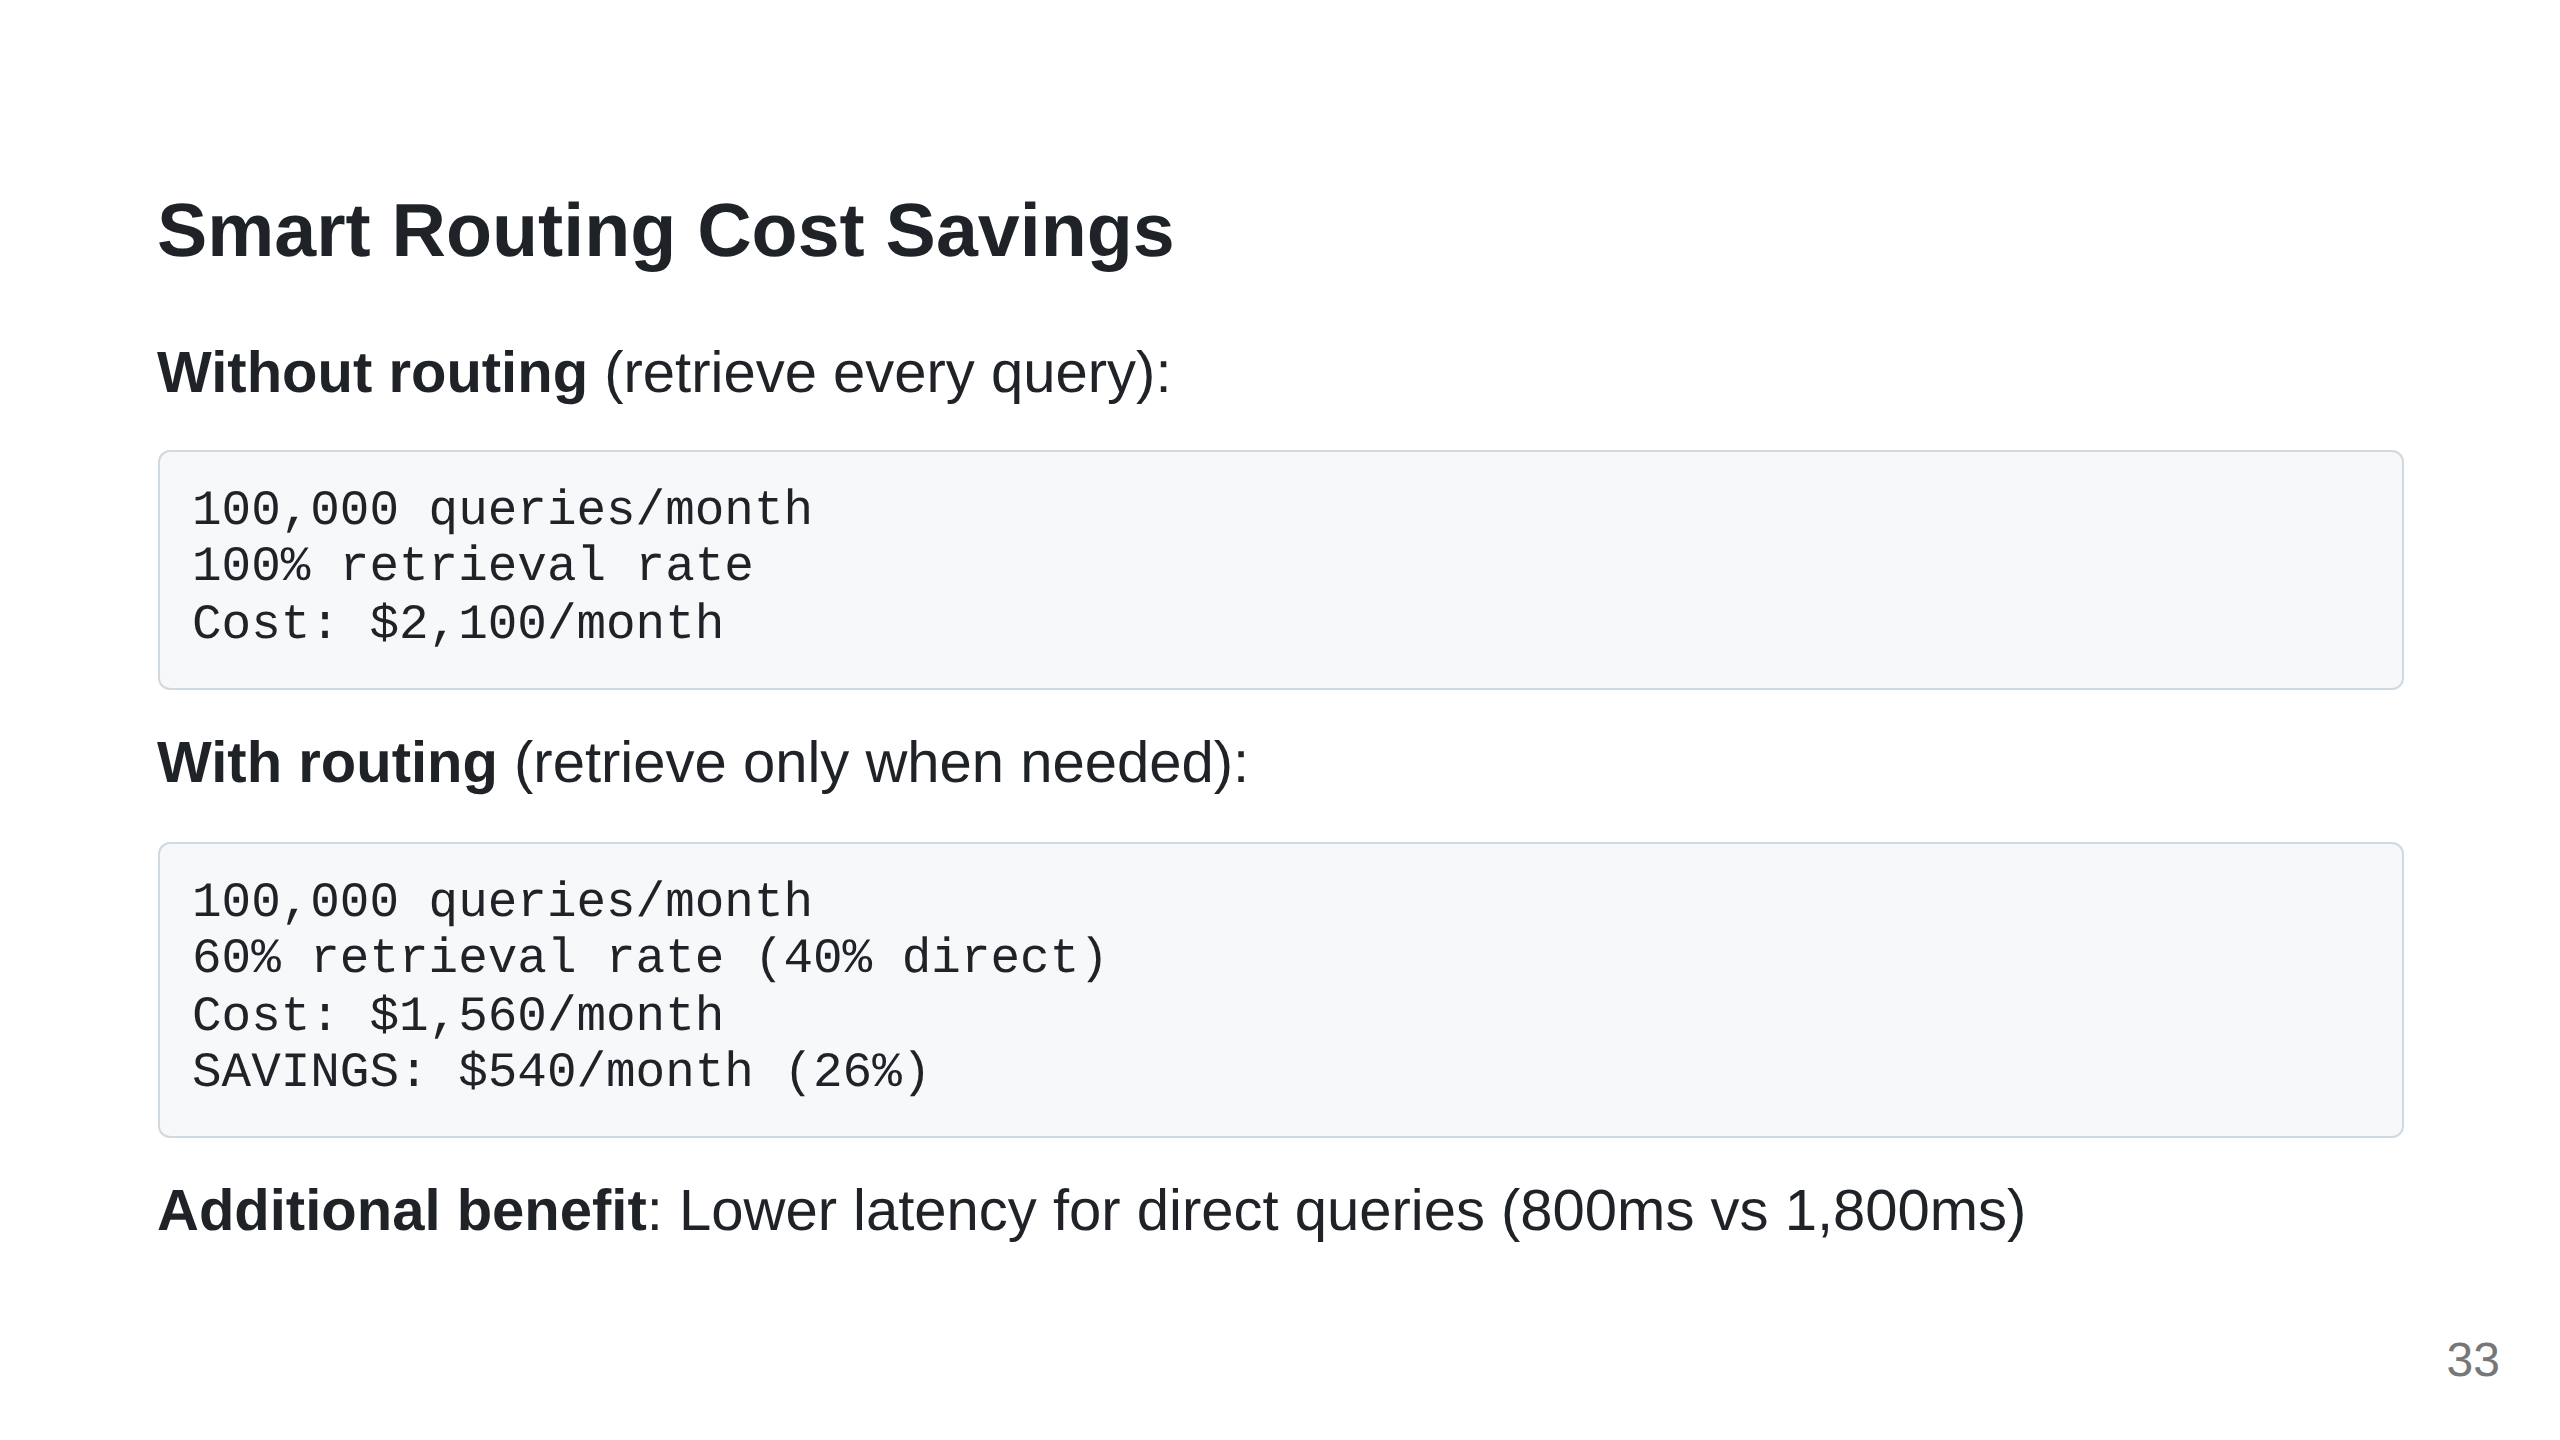 Smart Routing Cost Savings
Without routing (retrieve every query):
100,000 queries/month
100% retrieval rate
Cost: $2,100/month
With routing (retrieve only when needed):
100,000 queries/month
60% retrieval rate (40% direct)
Cost: $1,560/month
SAVINGS: $540/month (26%)
Additional benefit: Lower latency for direct queries (800ms vs 1,800ms)
33